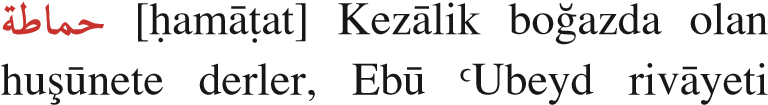 حماطة [ḥamāṭat] Kezālik boğazda olan
huşūnete derler, Ebū ʿUbeyd rivāyeti